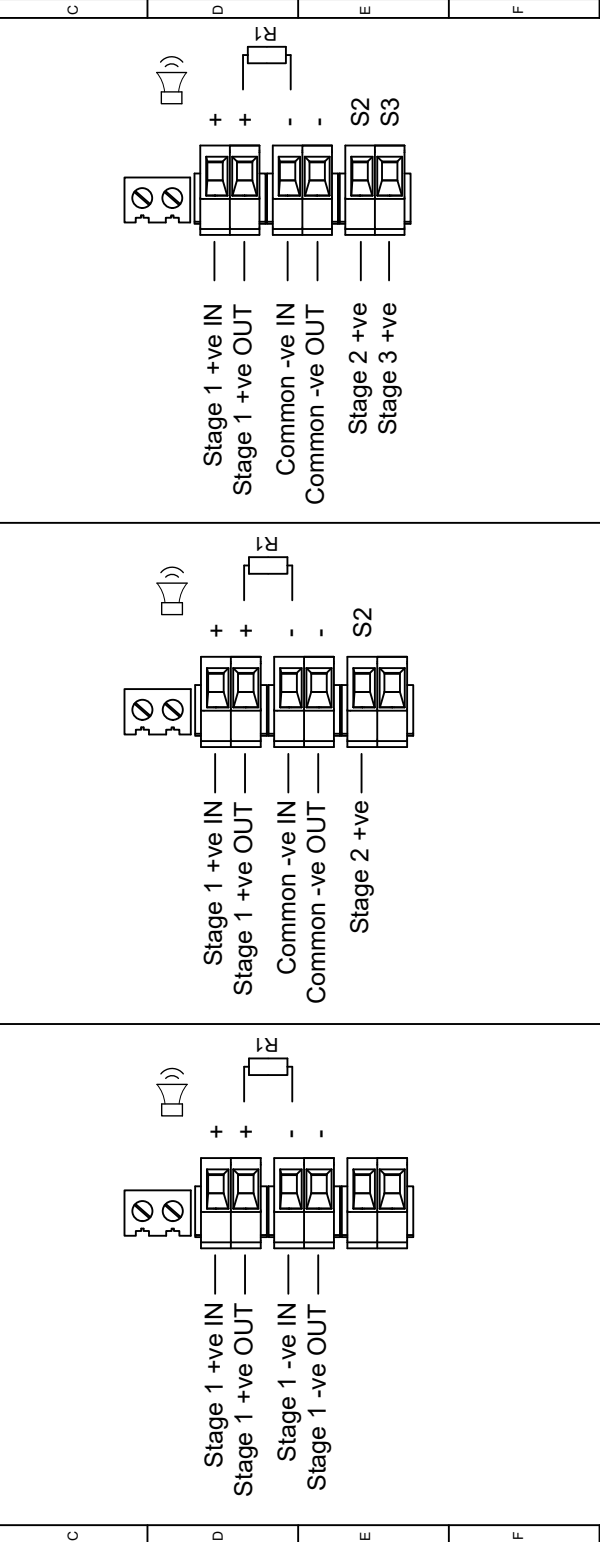 C D E F
R1
+ + - - S2 S3
Stage 1 +ve IN
Stage 1 +ve OUT
Common -ve IN
Common -ve OUT
Stage 2 +ve
Stage 3 +ve
R1
+ + - - S2
Stage 1 +ve IN
Stage 1 +ve OUT
Common -ve IN
Common -ve OUT
Stage 2 +ve
R1
+ + - -
Stage 1 +ve IN
Stage 1 +ve OUT
Stage 1 -ve IN
Stage 1 -ve OUT
C D E F